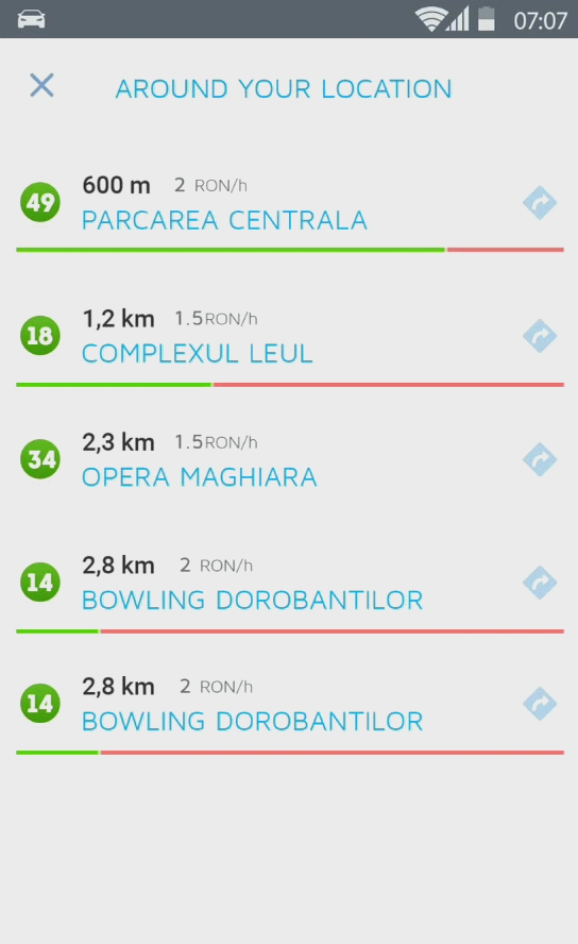 07:07
AROUND YOUR LOCATION
49
600 m 2 RON/h
PARCAREA CENTRALA
18
1,2 km 1.5RON/h
COMPLEXUL LEUL
34
2,3 km 1.5RON/h
OPERA MAGHIARA
14
2,8 km 2 RON/h
BOWLING DOROBANTILOR
14
2,8 km 2 RON/h
BOWLING DOROBANTILOR